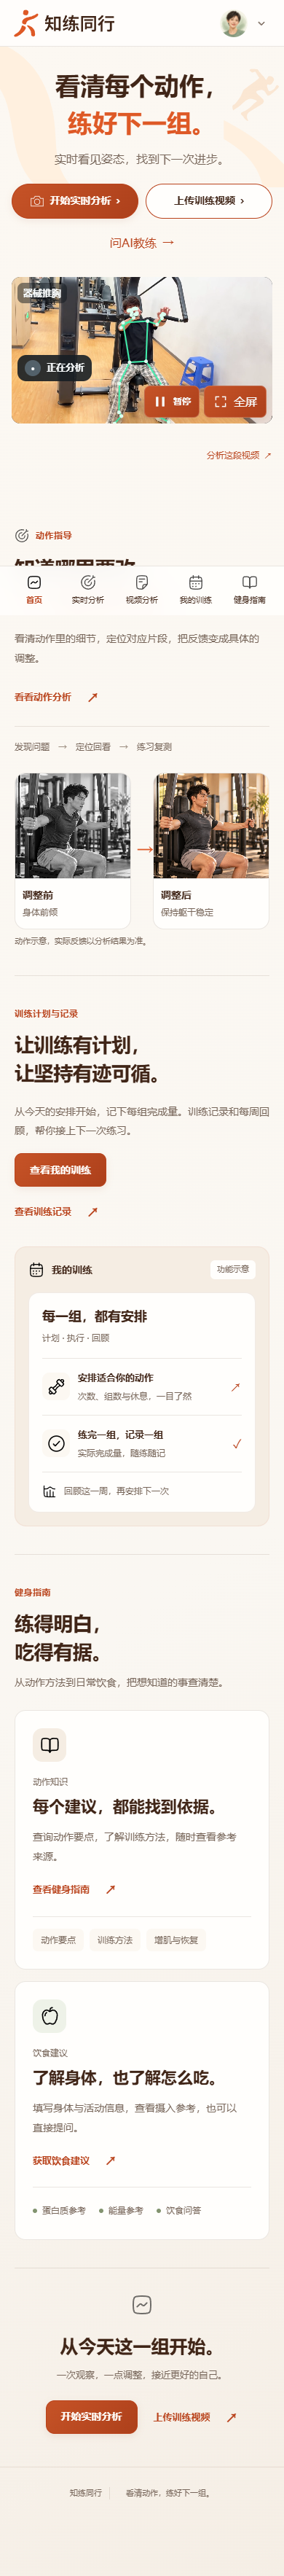 知练同行
看清每个动作，
练好下一组。
实时看见姿态，找到下一次进步。
开始实时分析 ›
上传训练视频 ›
问AI教练 →
器械推胸
正在分析
暂停
全屏
分析这段视频 ↗
动作指导
首页
实时分析
视频分析
我的训练
健身指南
看清动作里的细节，定位对应片段，把反馈变成具体的
调整。
看看动作分析 ↗
发现问题 → 定位回看 → 练习复测
调整前
身体前倾
→
调整后
保持躯干稳定
动作示意，实际反馈以分析结果为准。
训练计划与记录
让训练有计划，
让坚持有迹可循。
从今天的安排开始，记下每组完成量。训练记录和每周回
顾，帮你接上下一次练习。
查看我的训练
查看训练记录 ↗
我的训练
功能示意
每一组，都有安排
计划 · 执行 · 回顾
安排适合你的动作
次数、组数与休息，一目了然
↗
练完一组，记录一组
实际完成量，随练随记
✓
回顾这一周，再安排下一次
健身指南
练得明白，
吃得有据。
从动作方法到日常饮食，把想知道的事查清楚。
动作知识
每个建议，都能找到依据。
查询动作要点，了解训练方法，随时查看参考
来源。
查看健身指南 ↗
动作要点
训练方法
增肌与恢复
饮食建议
了解身体，也了解怎么吃。
填写身体与活动信息，查看摄入参考，也可以
直接提问。
获取饮食建议 ↗
蛋白质参考
能量参考
饮食问答
从今天这一组开始。
一次观察，一点调整，接近更好的自己。
开始实时分析
上传训练视频 ↗
知练同行
看清动作，练好下一组。